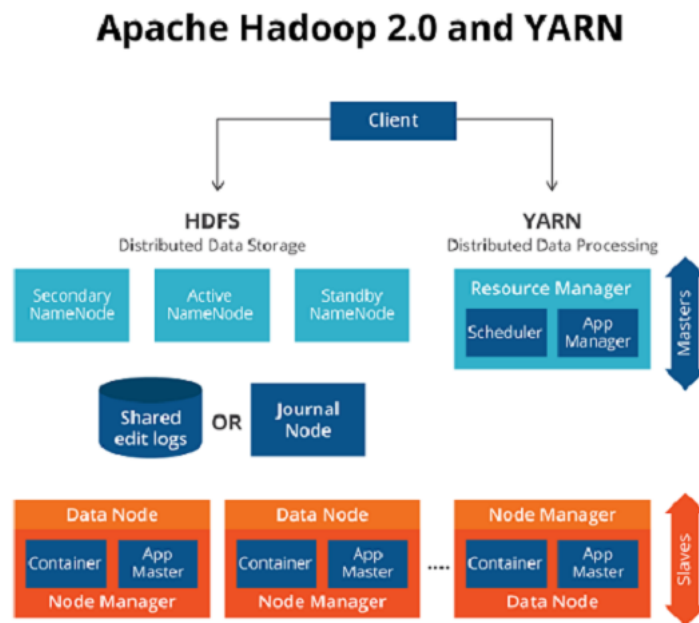 Apache Hadoop 2.0 and YARN
Client
HDFS
Distributed Data Storage
YARN
Distributed Data Processing
Secondary
NameNode
Active
NameNode
Standby
NameNode
Resource Manager
Scheduler
App
Manager
Masters
Shared
edit logs
OR
Journal
Node
Data Node
Container
App
Master
Node Manager
Data Node
Container
App
Master
Node Manager
....
Node Manager
Container
App
Master
Data Node
Slaves